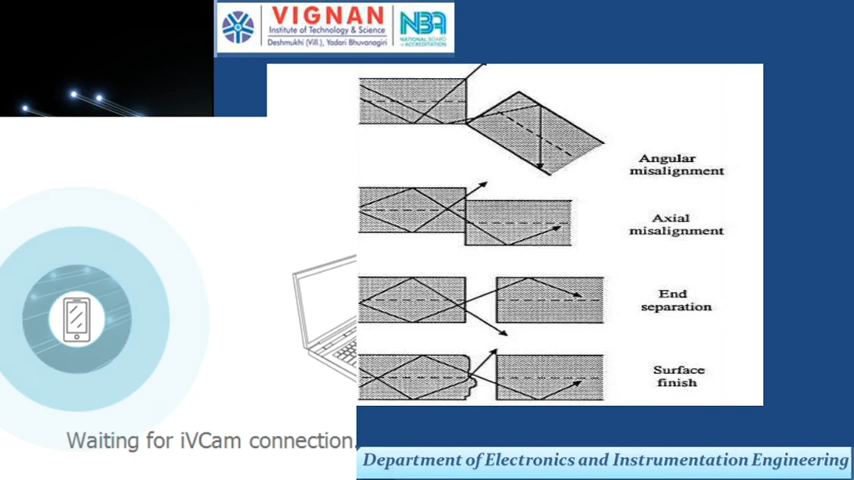 VIGNAN
Institute of Technology & Science
Deshmukhi (Vill.), Yadari Bhuvanagiri
NBA
NATIONAL BOARD
OF ACCREDITATION
Angular
misalignment
Axial
misalignment
End
separation
Surface
finish
Waiting for iVCam connection.
Department of Electronics and Instrumentation Engineering